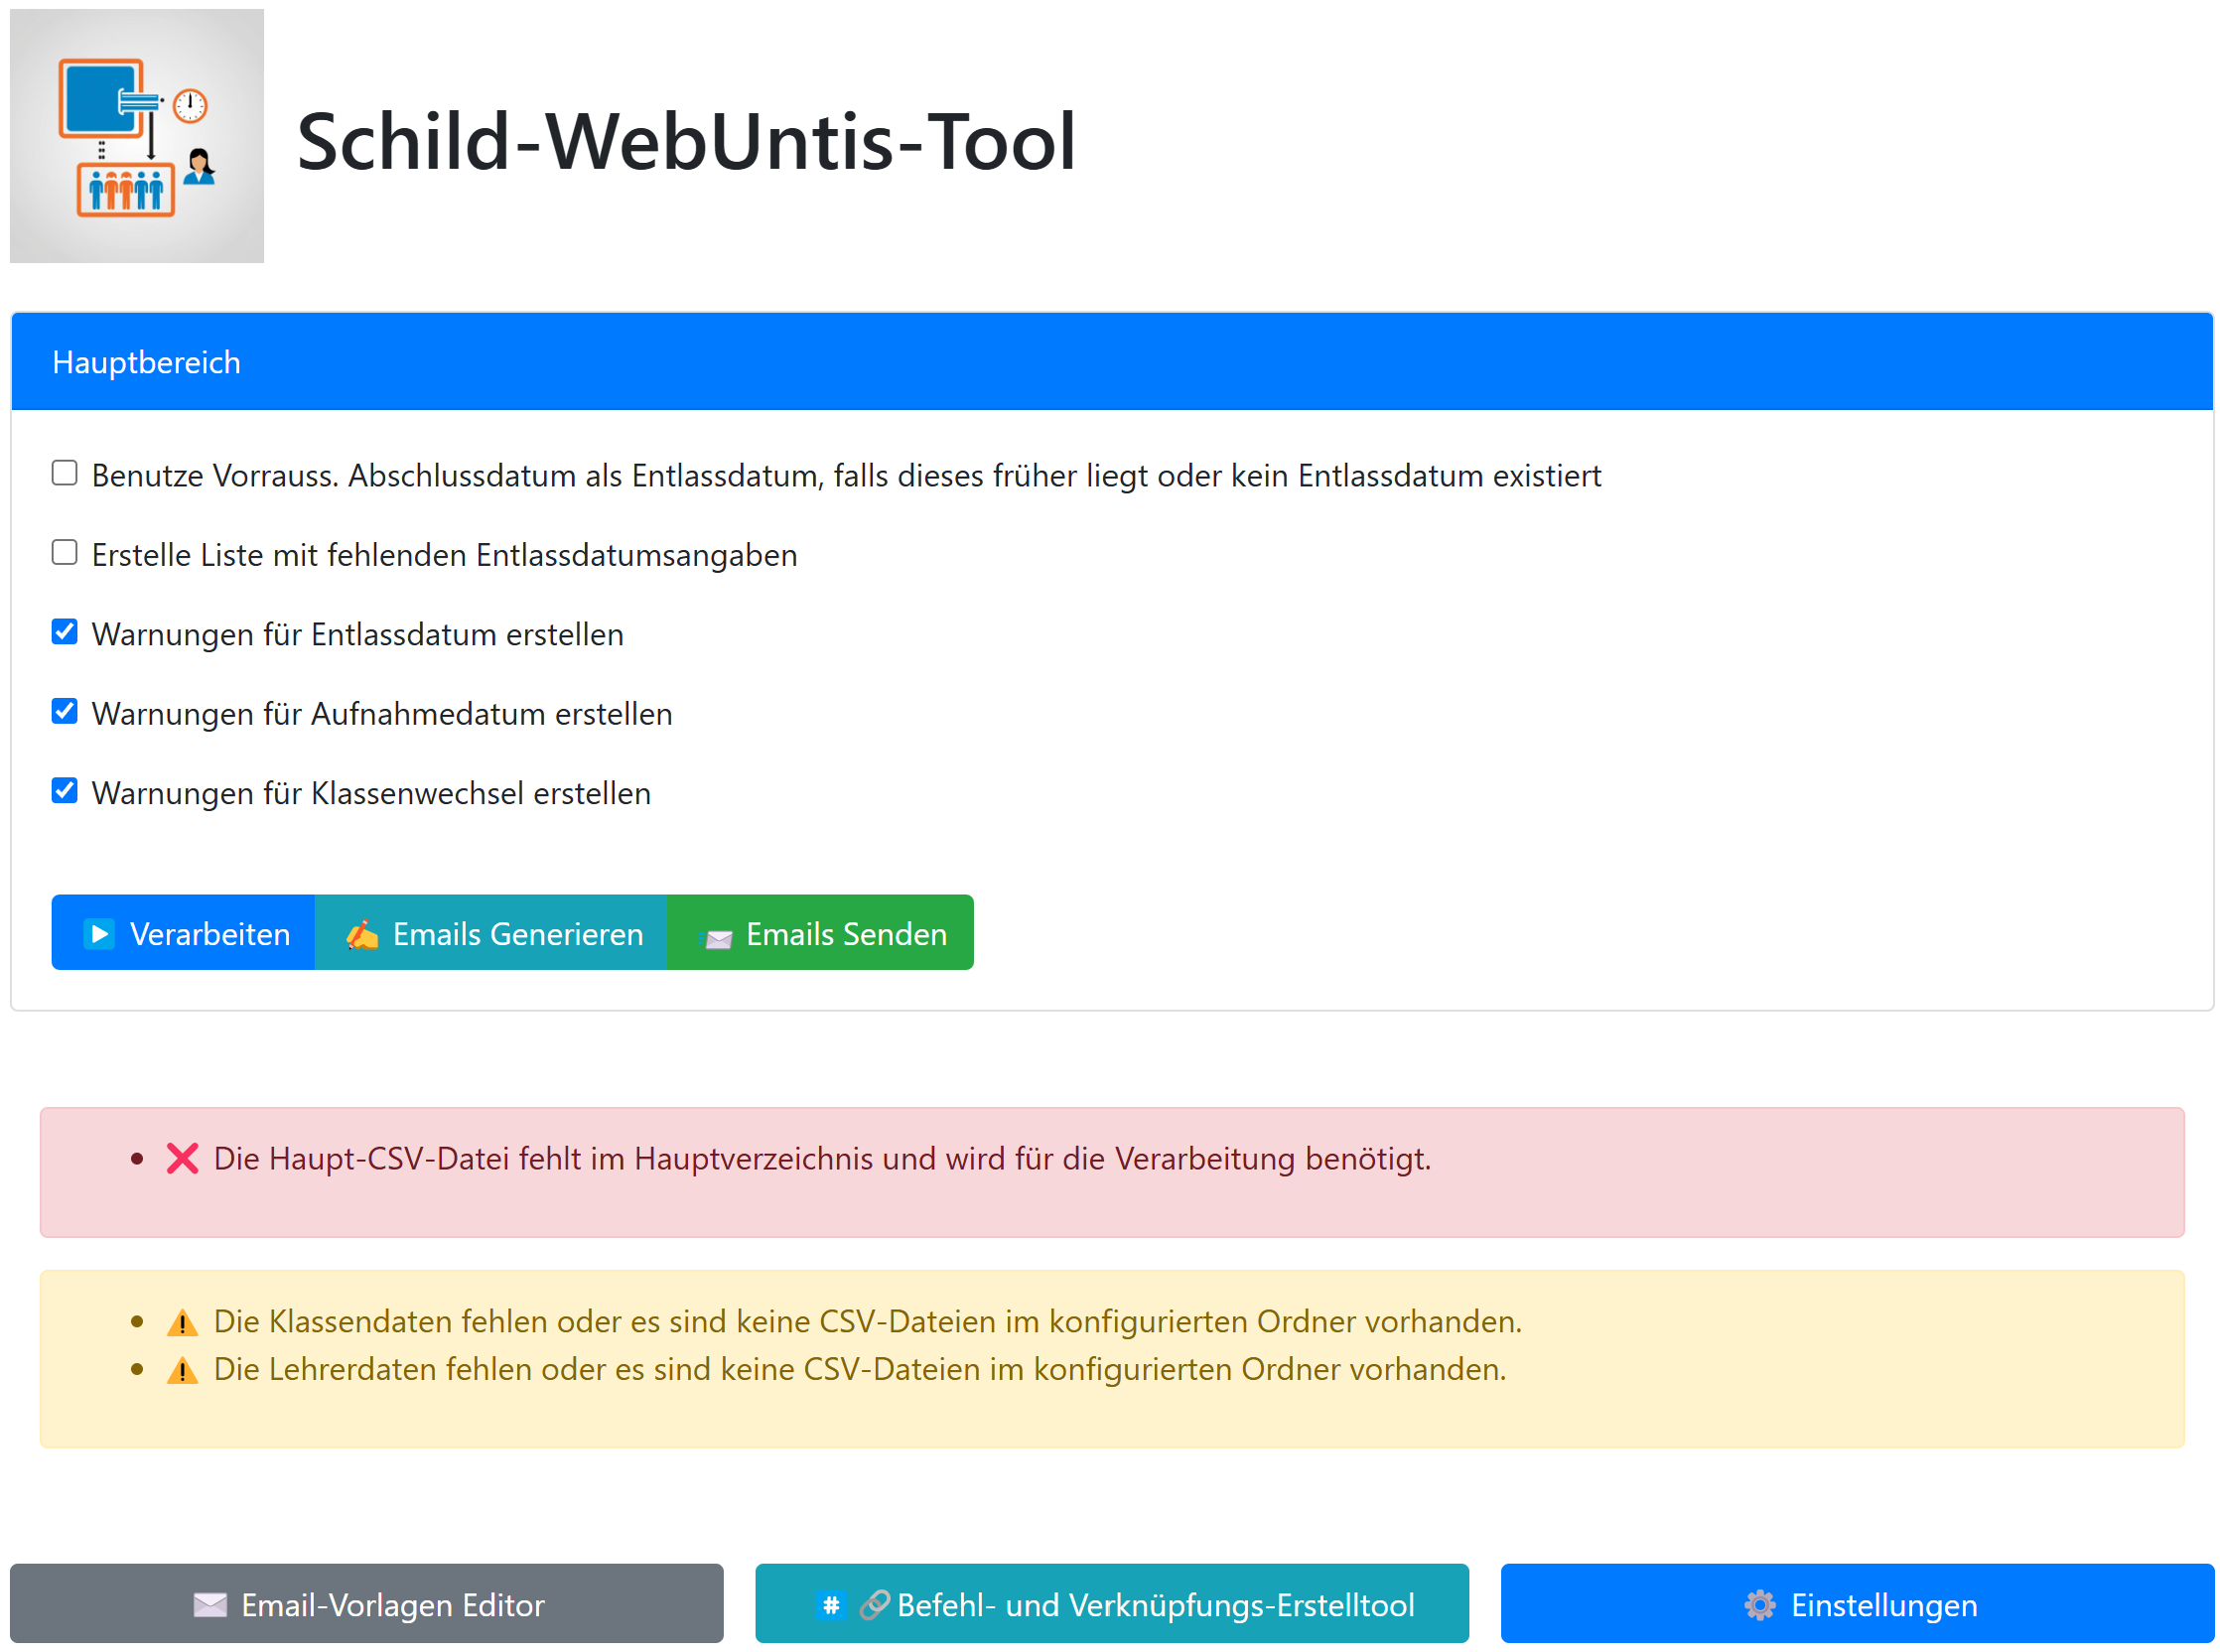 Schild-WebUntis-Tool
Hauptbereich
Benutze Vorrauss. Abschlussdatum als Entlassdatum, falls dieses früher liegt oder kein Entlassdatum existiert
Erstelle Liste mit fehlenden Entlassdatumsangaben
Warnungen für Entlassdatum erstellen
Warnungen für Aufnahmedatum erstellen
Warnungen für Klassenwechsel erstellen
Verarbeiten Emails Generieren Emails Senden
Die Haupt-CSV-Datei fehlt im Hauptverzeichnis und wird für die Verarbeitung benötigt.
Die Klassendaten fehlen oder es sind keine CSV-Dateien im konfigurierten Ordner vorhanden.
Die Lehrerdaten fehlen oder es sind keine CSV-Dateien im konfigurierten Ordner vorhanden.
Email-Vorlagen Editor # Befehl- und Verknüpfungs-Erstelltool Einstellungen